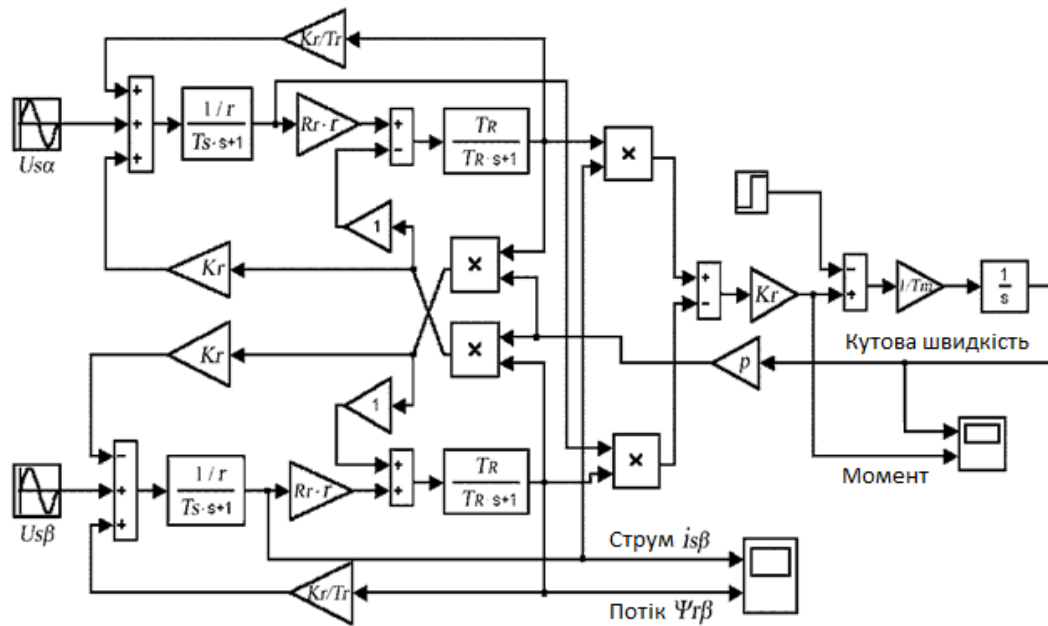 Kr/Tr
+
+
+
1 / r
Ts·s+1
Rr·r
+
−
TR
TR·s+1
×
Usα
1
Kr
×
+
−
Kr
−
+
1/Tm
1
s
Kr
×
p
Кутова швидкість
1
−
+
+
1 / r
Ts·s+1
Rr·r
+
+
TR
TR·s+1
×
Момент
Usβ
Струм isβ
Kr/Tr
Потік Ψrβ